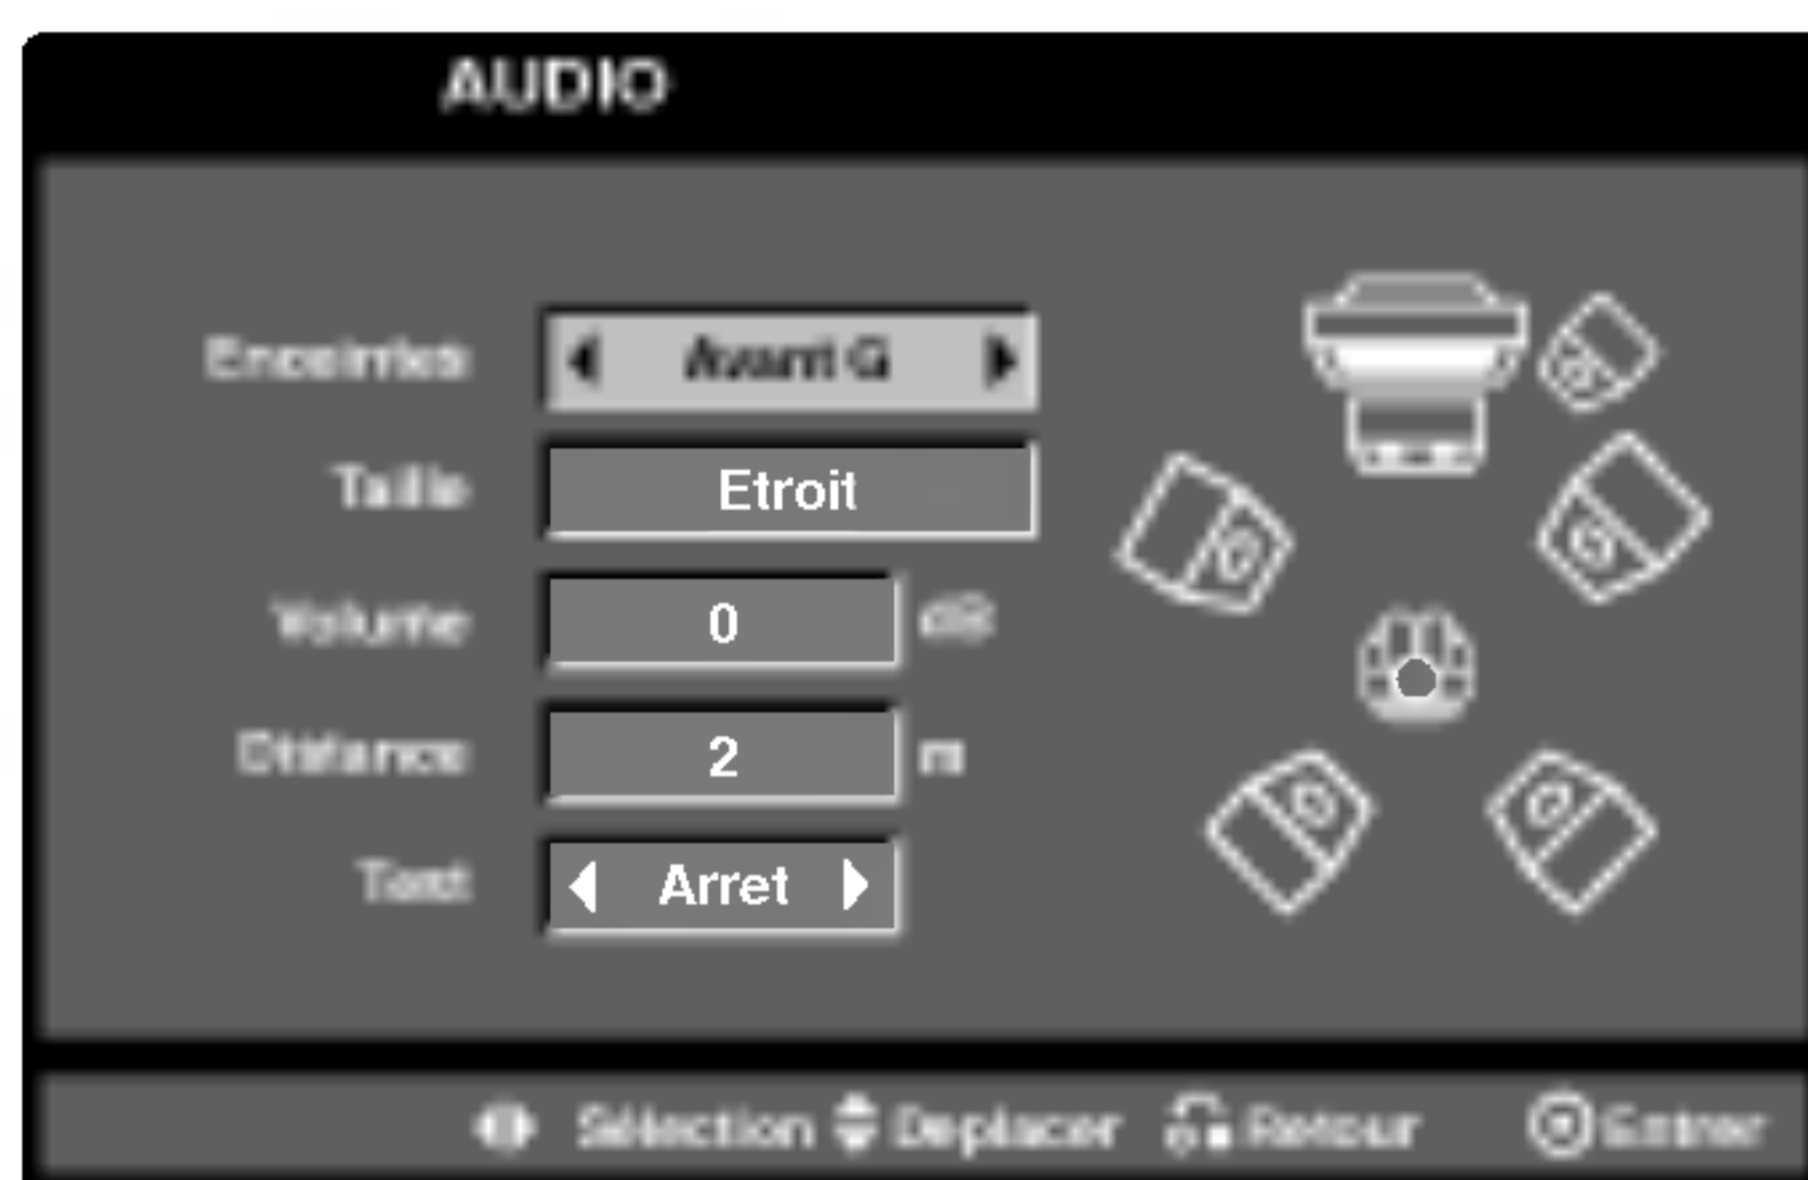 AUDIO
Enceintes Avant G
Taille Etroit
Volume 0 dB
Distance 2 m
Test Arret
Sélection Deplacer Retour Entrer